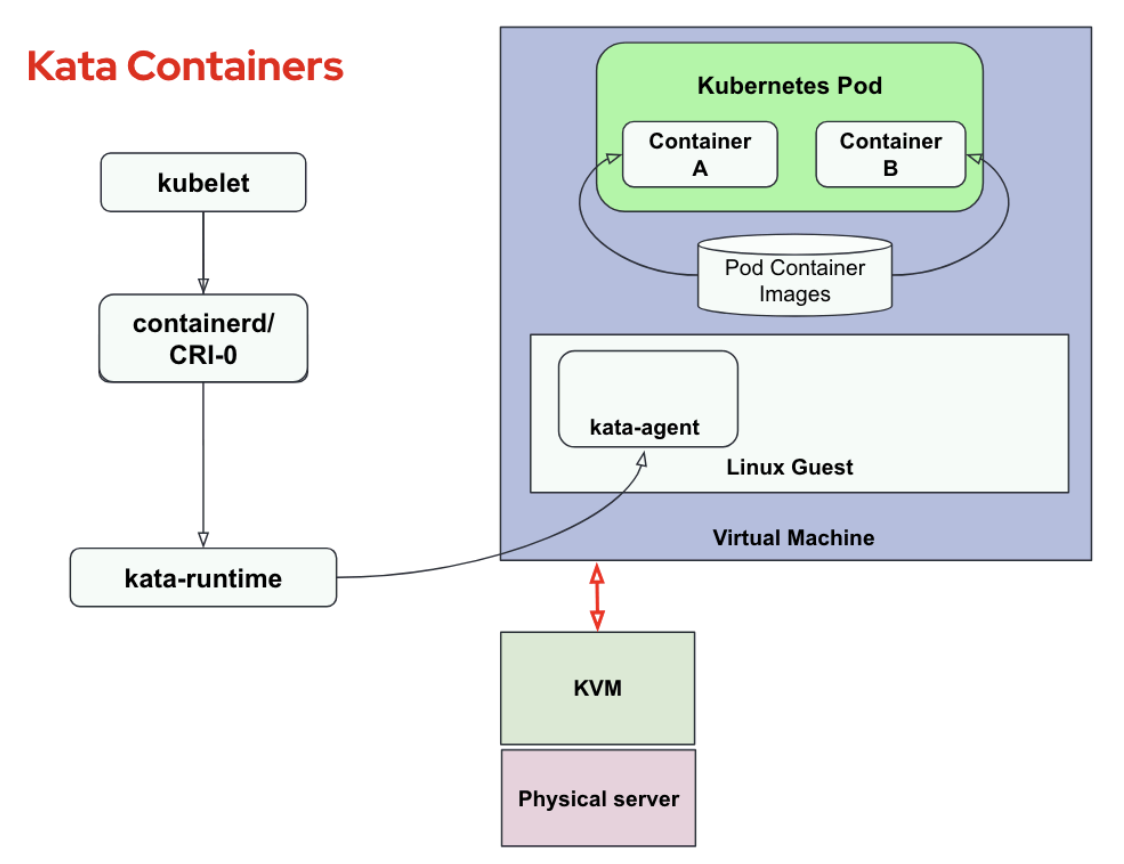 Kata Containers
kubelet
containerd/
CRI-0
kata-runtime
Kubernetes Pod
Container
A
Container
B
Pod Container
Images
kata-agent
Linux Guest
Virtual Machine
KVM
Physical server